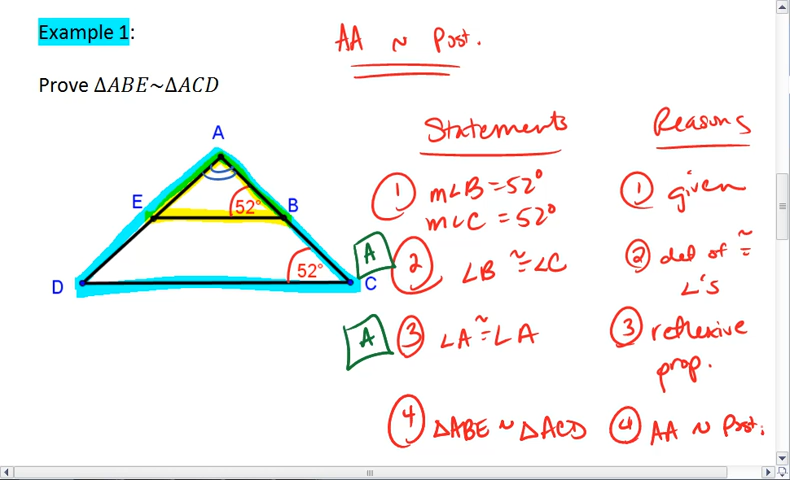 Example 1:
AA ~ Post.
Prove ΔABE~ΔACD
Statements
Reasons
A
E
B
52°
D
52°
C
① m∠B = 52°
m∠C = 52°
① given
A ② ∠B ≅ ∠C
② def of ≅
∠'s
A ③ ∠A ≅ ∠A
③ reflexive
prop.
④ ΔABE ~ ΔACD
④ AA ~ Post.